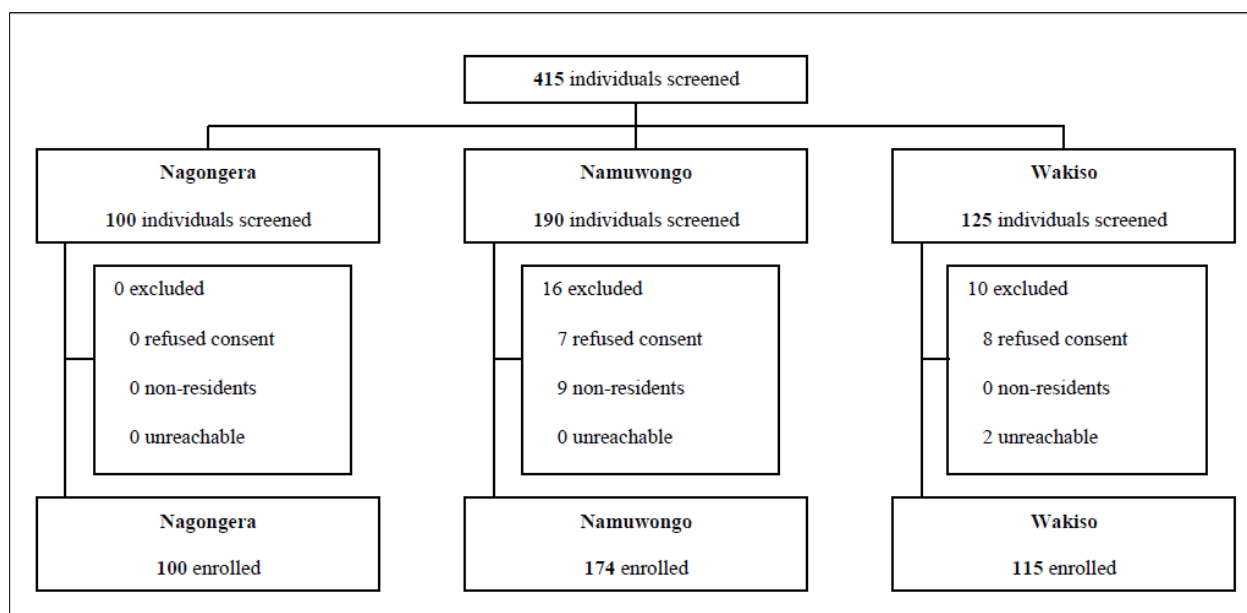 415 individuals screened
Nagongera
100 individuals screened
Namuwongo
190 individuals screened
Wakiso
125 individuals screened
0 excluded
0 refused consent
0 non-residents
0 unreachable
16 excluded
7 refused consent
9 non-residents
0 unreachable
10 excluded
8 refused consent
0 non-residents
2 unreachable
Nagongera
100 enrolled
Namuwongo
174 enrolled
Wakiso
115 enrolled